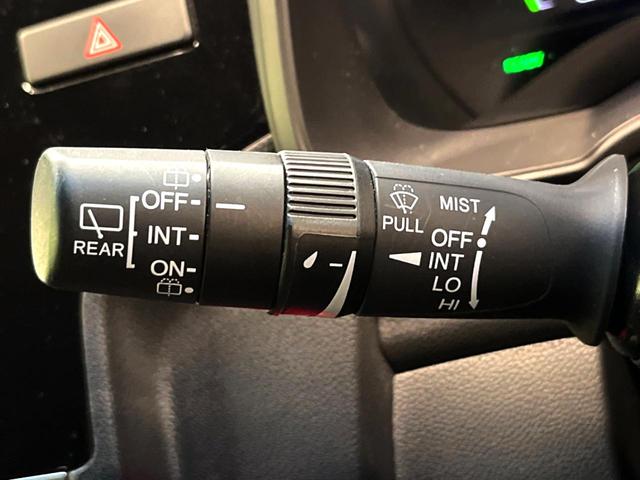 REAR
OFF
INT
ON
PULL
MIST
OFF
INT
LO
HI